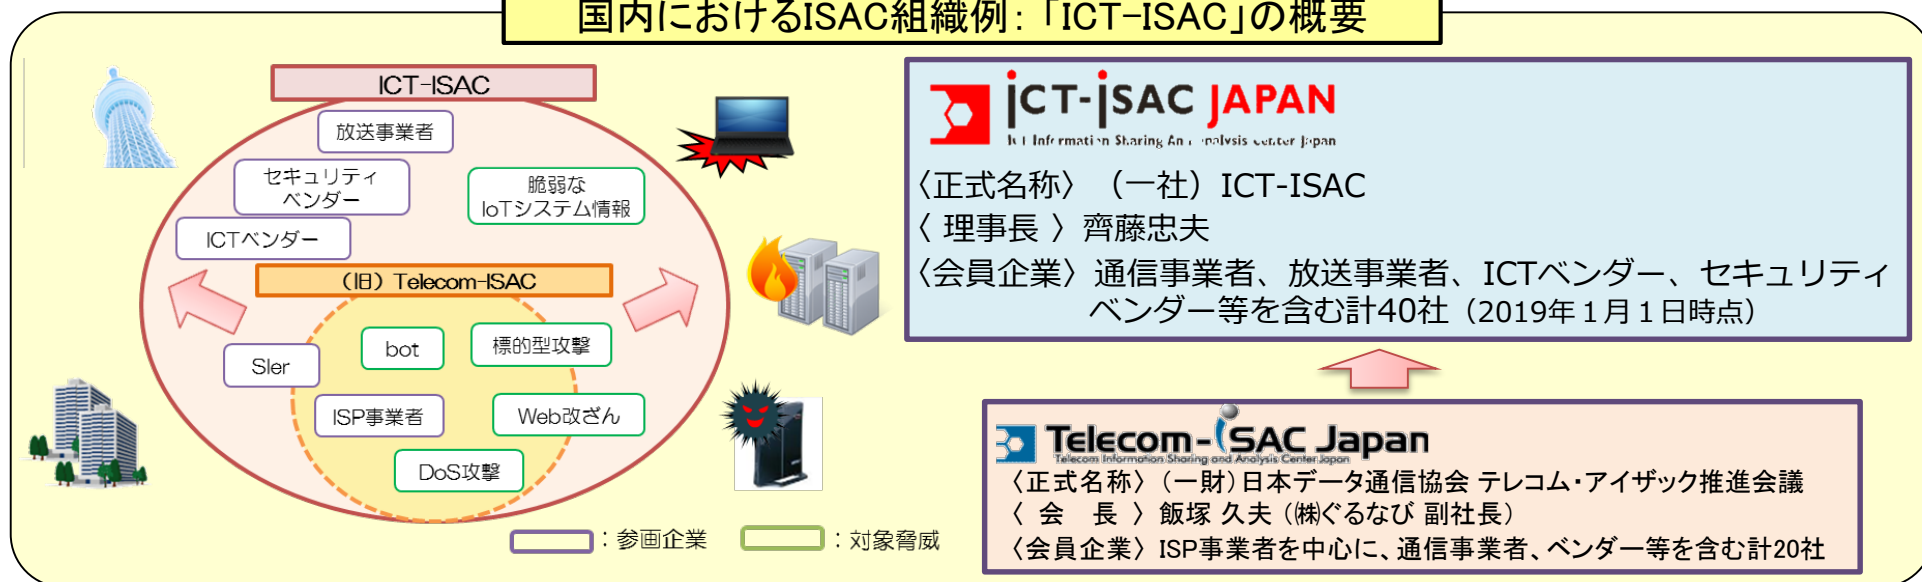 国内におけるISAC組織例：「ICT-ISAC」の概要
ICT-ISAC
放送事業者
セキュリティ
ベンダー
脆弱な
IoTシステム情報
ICTベンダー
（旧）Telecom-ISAC
SIer
bot
標的型攻撃
ISP事業者
Web改ざん
DoS攻撃
：参画企業
：対象脅威
ICT-ISAC JAPAN
〈正式名称〉（一社）ICT-ISAC
〈 理事長 〉齊藤忠夫
〈会員企業〉通信事業者、放送事業者、ICTベンダー、セキュリティ
ベンダー等を含む計40社（2019年１月１日時点）
Telecom-ISAC Japan
Telecom Information Sharing and Analysis Center Japan
〈正式名称〉（一財）日本データ通信協会 テレコム・アイザック推進会議
〈 会　長 〉飯塚 久夫（㈱ぐるなび 副社長）
〈会員企業〉ISP事業者を中心に、通信事業者、ベンダー等を含む計20社